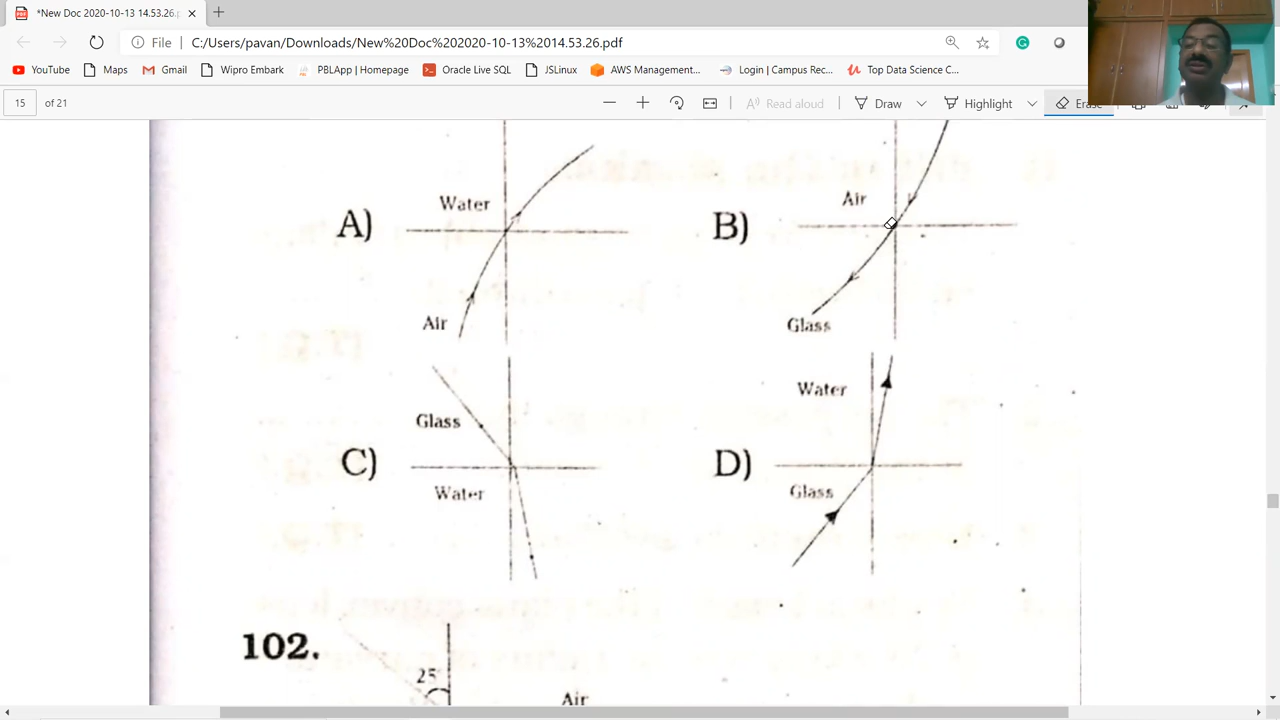 *New Doc 2020-10-13 14.53.26.p
File C:/Users/pavan/Downloads/New%20Doc%202020-10-13%2014.53.26.pdf
YouTube Maps Gmail Wipro Embark PBLApp | Homepage Oracle Live SQL JSLinux AWS Management... Login | Campus Rec... Top Data Science C...
15 of 21 Read aloud Draw Highlight Erase
Water
A)
Air
Air
B)
Glass
Glass
C)
Water
Water
D)
Glass
102.
25
Air